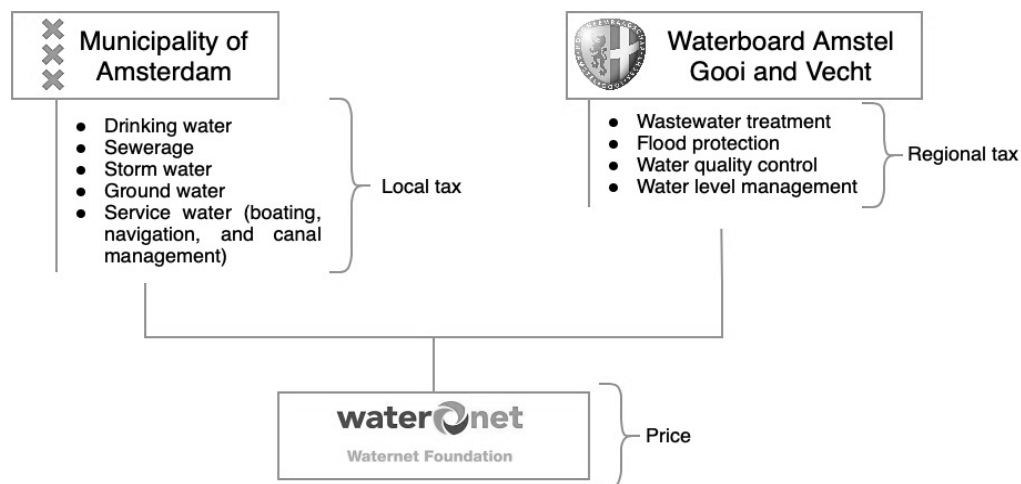 Municipality of
Amsterdam
● Drinking water
● Sewerage
● Storm water
● Ground water
● Service water (boating,
navigation, and canal
management)
Local tax
Waterboard Amstel
Gooi and Vecht
● Wastewater treatment
● Flood protection
● Water quality control
● Water level management
Regional tax
waternet
Waternet Foundation
Price